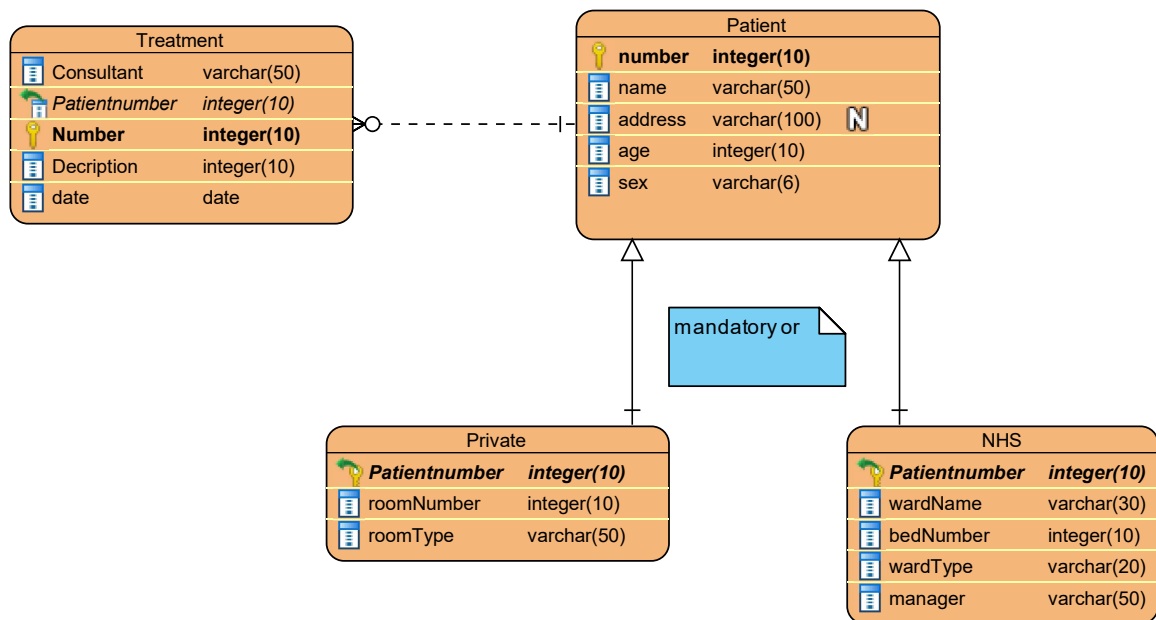 Treatment
Consultant varchar(50)
Patientnumber integer(10)
Number integer(10)
Decription integer(10)
date date
Patient
number integer(10)
name varchar(50)
address varchar(100) N
age integer(10)
sex varchar(6)
mandatory or
Private
Patientnumber integer(10)
roomNumber integer(10)
roomType varchar(50)
NHS
Patientnumber integer(10)
wardName varchar(30)
bedNumber integer(10)
wardType varchar(20)
manager varchar(50)